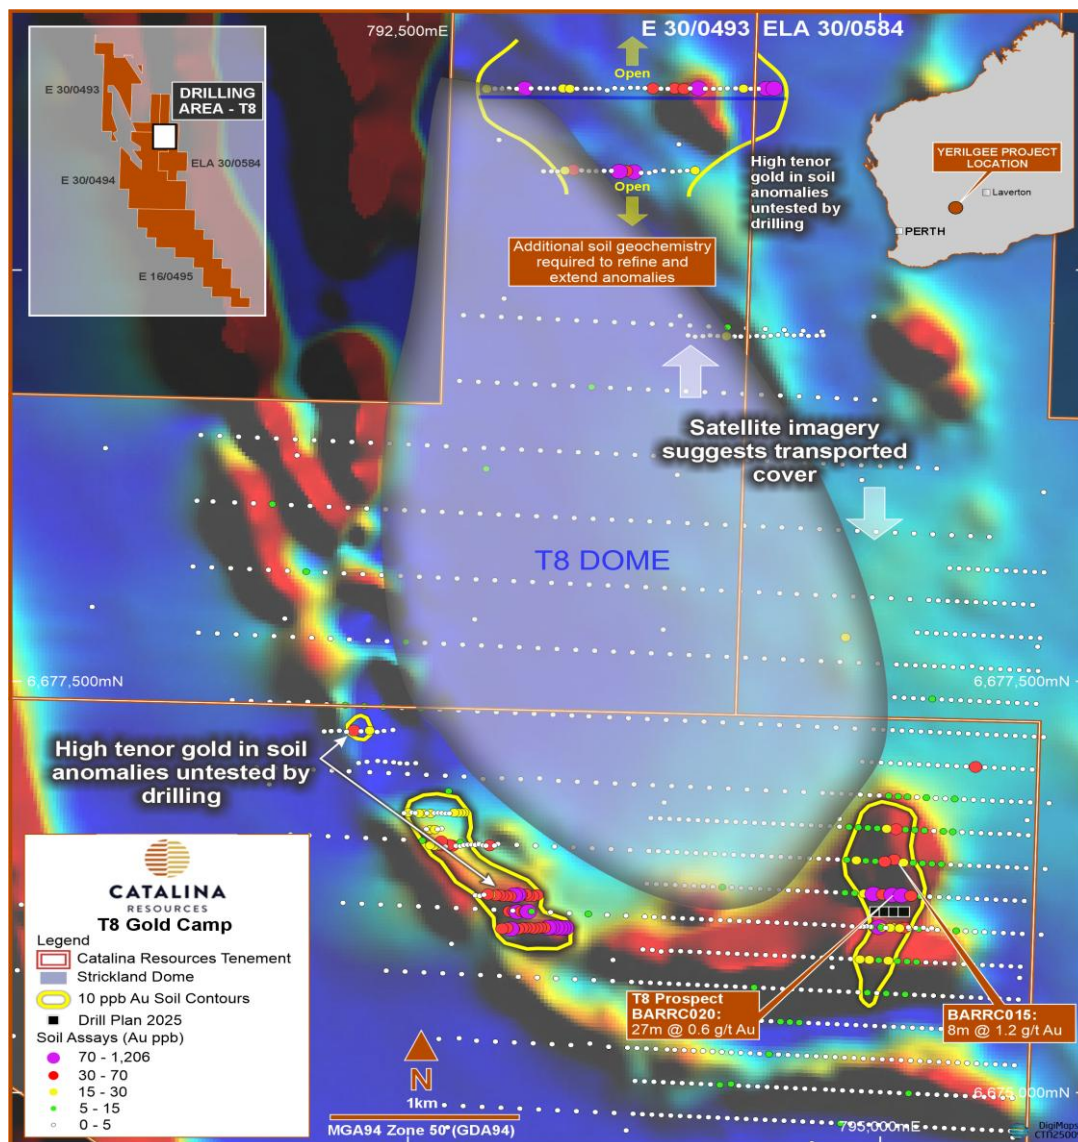 792,500mE
E 30/0493
ELA 30/0584
E 30/0493
DRILLING
AREA - T8
ELA 30/0584
E 30/0494
E 16/0495
Open
Open
High tenor
gold in soil
anomalies
untested by
drilling
YERILGEE PROJECT
LOCATION
Laverton
PERTH
Additional soil geochemistry
required to refine and
extend anomalies
Satellite imagery
suggests transported
cover
T8 DOME
6,677,500mN
6,677,500mN
High tenor gold in soil
anomalies untested by
drilling
CATALINA
RESOURCES
T8 Gold Camp
Legend
Catalina Resources Tenement
Strickland Dome
10 ppb Au Soil Contours
Drill Plan 2025
Soil Assays (Au ppb)
70 - 1,206
30 - 70
15 - 30
5 - 15
0 - 5
T8 Prospect
BARRC020:
27m @ 0.6 g/t Au
BARRC015:
8m @ 1.2 g/t Au
N
1km
MGA94 Zone 50 (GDA94)
6,675,000mN
795,000mE
DigiMaps